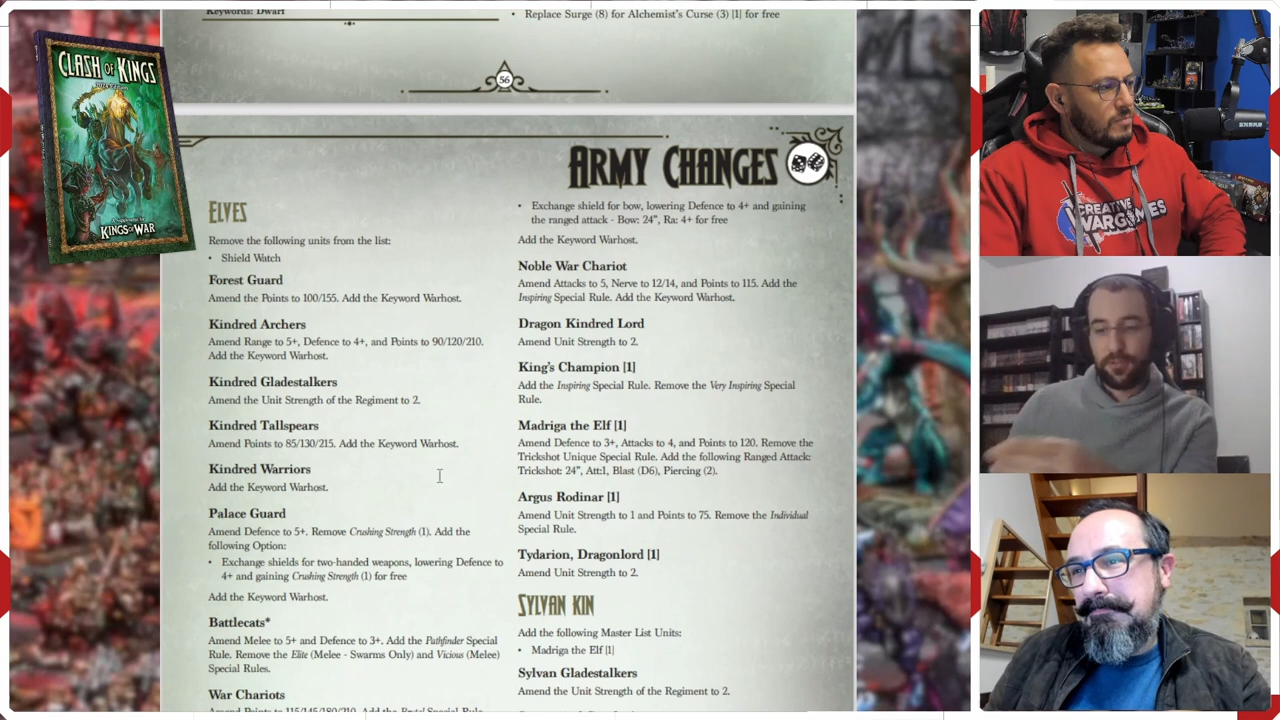 Keywords: Dwarf
• Replace Surge (8) for Alchemist's Curse (3) [1] for free
56
CLASH OF KINGS
KINGS OF WAR
ARMY CHANGES
ELVES
Remove the following units from the list:
• Shield Watch
Forest Guard
Amend the Points to 100/155. Add the Keyword Warhost.
Kindred Archers
Amend Range to 5+, Defence to 4+, and Points to 90/120/210.
Add the Keyword Warhost.
Kindred Gladestalkers
Amend the Unit Strength of the Regiment to 2.
Kindred Tallspears
Amend Points to 85/130/215. Add the Keyword Warhost.
Kindred Warriors
Add the Keyword Warhost.
Palace Guard
Amend Defence to 5+. Remove Crushing Strength (1). Add the
following Option:
• Exchange shields for two-handed weapons, lowering Defence to
4+ and gaining Crushing Strength (1) for free
Add the Keyword Warhost.
Battlecats*
Amend Melee to 5+ and Defence to 3+. Add the Pathfinder Special
Rule. Remove the Elite (Melee - Swarms Only) and Vicious (Melee)
Special Rules.
War Chariots
Amend Points to 115/145/180/210. Add the Brutal Special Rule.
• Exchange shield for bow, lowering Defence to 4+ and gaining
the ranged attack - Bow: 24", Ra: 4+ for free
Add the Keyword Warhost.
Noble War Chariot
Amend Attacks to 5, Nerve to 12/14, and Points to 115. Add the
Inspiring Special Rule. Add the Keyword Warhost.
Dragon Kindred Lord
Amend Unit Strength to 2.
King's Champion [1]
Add the Inspiring Special Rule. Remove the Very Inspiring Special
Rule.
Madriga the Elf [1]
Amend Defence to 3+, Attacks to 4, and Points to 120. Remove the
Trickshot Unique Special Rule. Add the following Ranged Attack:
Trickshot: 24", Att:1, Blast (D6), Piercing (2).
Argus Rodinar [1]
Amend Unit Strength to 1 and Points to 75. Remove the Individual
Special Rule.
Tydarion, Dragonlord [1]
Amend Unit Strength to 2.
SYLVAN KIN
Add the following Master List Units:
• Madriga the Elf [1]
Sylvan Gladestalkers
Amend the Unit Strength of the Regiment to 2.
CREATIVE
WARGAMES